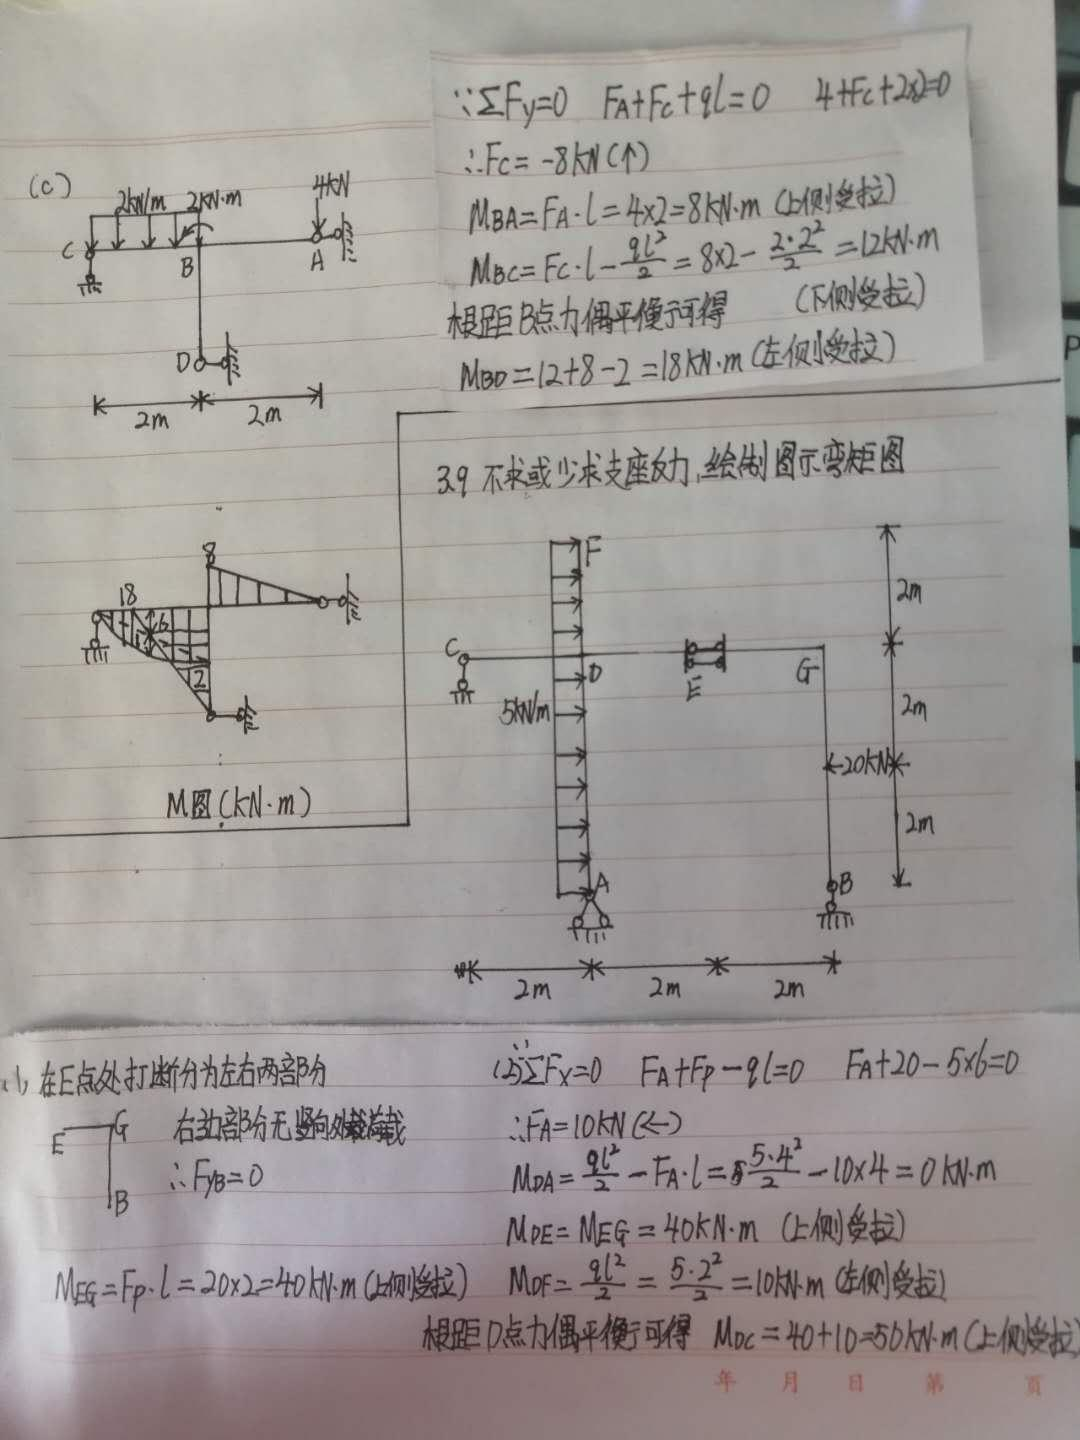 ∵ΣFy=0 FA+FC+ql=0 4+FC+2×2=0
∴FC=-8KN(↑)
MBA=FA·l=4×2=8KN·m (上侧受拉)
MBC=FC·l-ql²/2=8×2-2·2²/2=12KN·m
(下侧受拉)
根距B点力偶平衡可得
MBD=12+8-2=18KN·m(左侧受拉)
(c)
2KN/m 2KN·m 4KN
C B A
D
2m 2m
8
18
6
12
M图(KN·m)
3.9 不求或少求支座反力,绘制图示弯矩图
F
2m
C D E G
5KN/m 2m
20KN
2m
A B
2m 2m 2m
(1) 在E点处打断分为左右两部分
E G 右边部分无竖向荷载
B ∴FyB=0
MEG=Fp·l=20×2=40KN·m(上侧受拉)
(2)∵ΣFx=0 FA+Fp-ql=0 FA+20-5×6=0
∴FA=10KN(←)
MDA=ql²/2-FA·l=5·4²/2-10×4=0KN·m
MDE=MEG=40KN·m (上侧受拉)
MDF=ql²/2=5·2²/2=10KN·m (左侧受拉)
根距D点力偶平衡可得 MDC=40+10=50KN·m(上侧受拉)
年 月 日 第 页